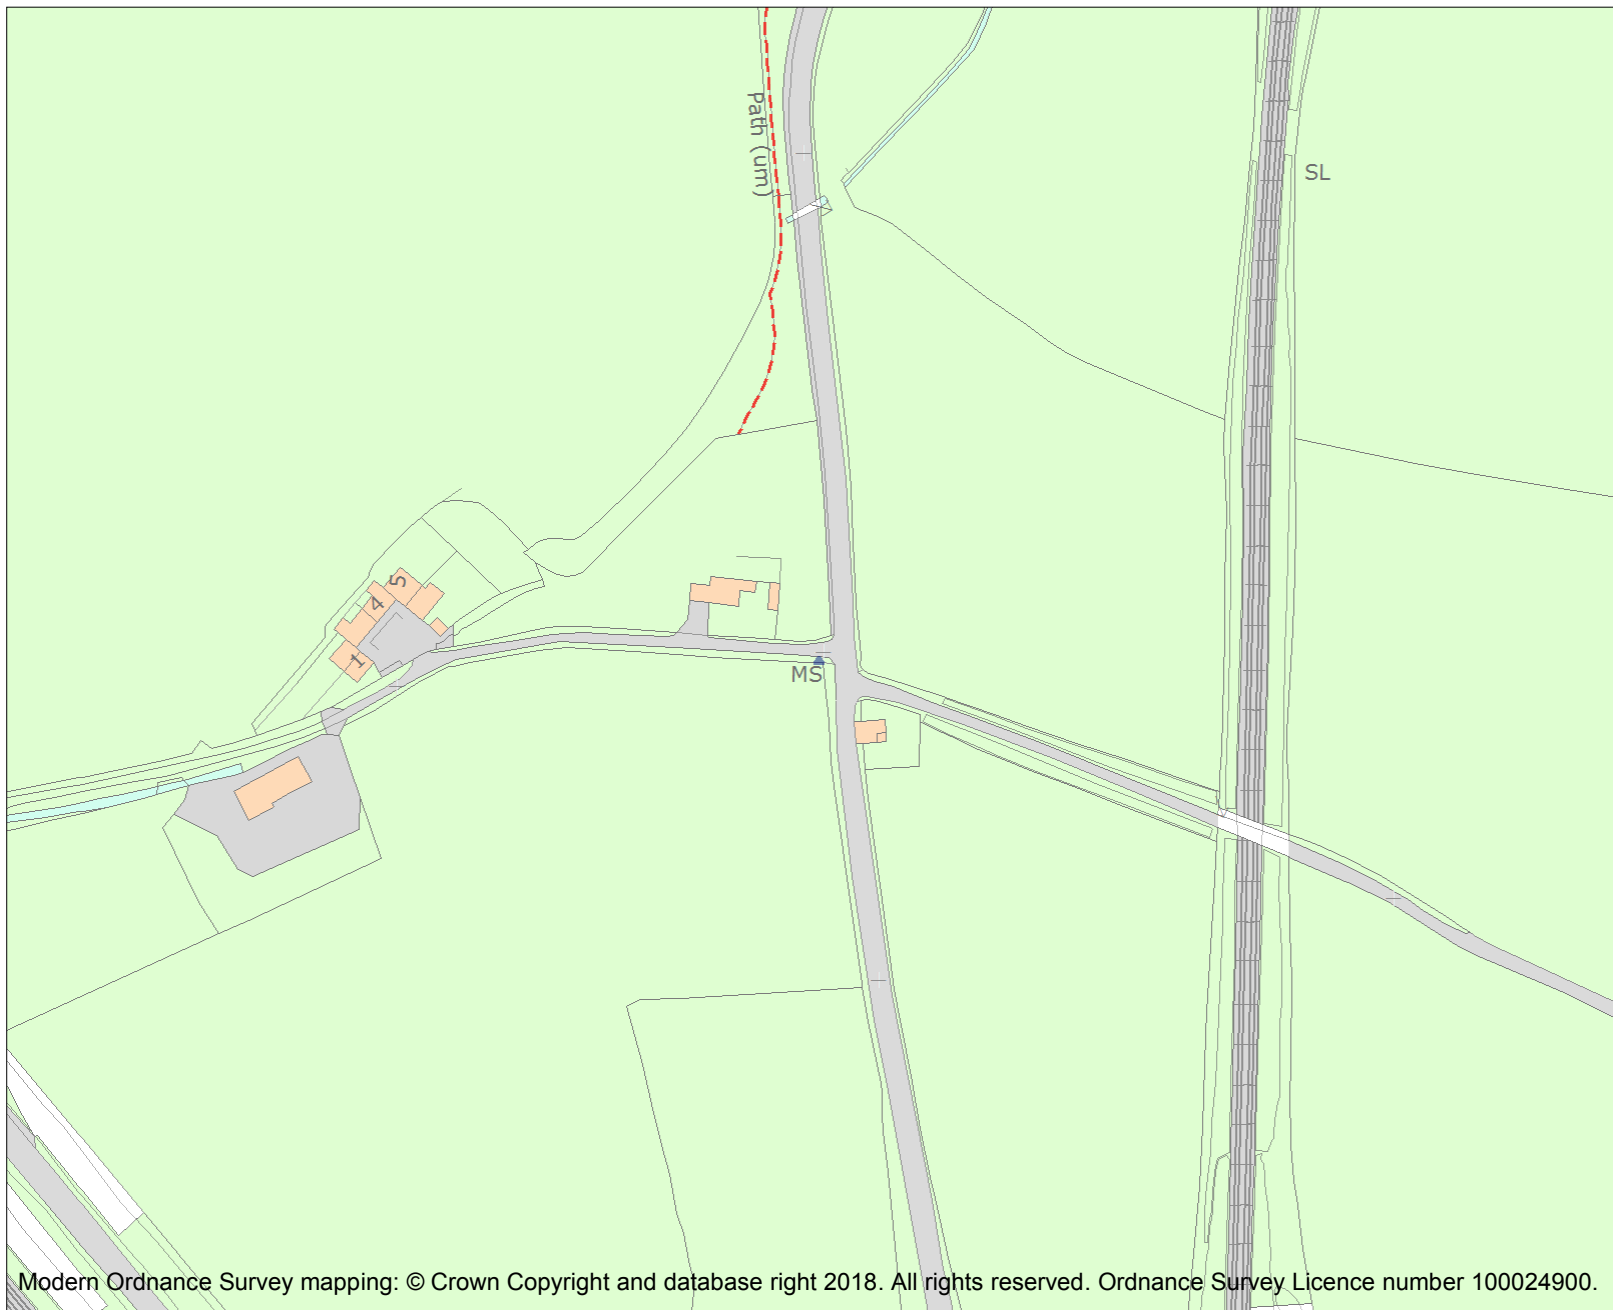 Path (um)
SL
5
4
1
MS
Modern Ordnance Survey mapping: © Crown Copyright and database right 2018. All rights reserved. Ordnance Survey Licence number 100024900.